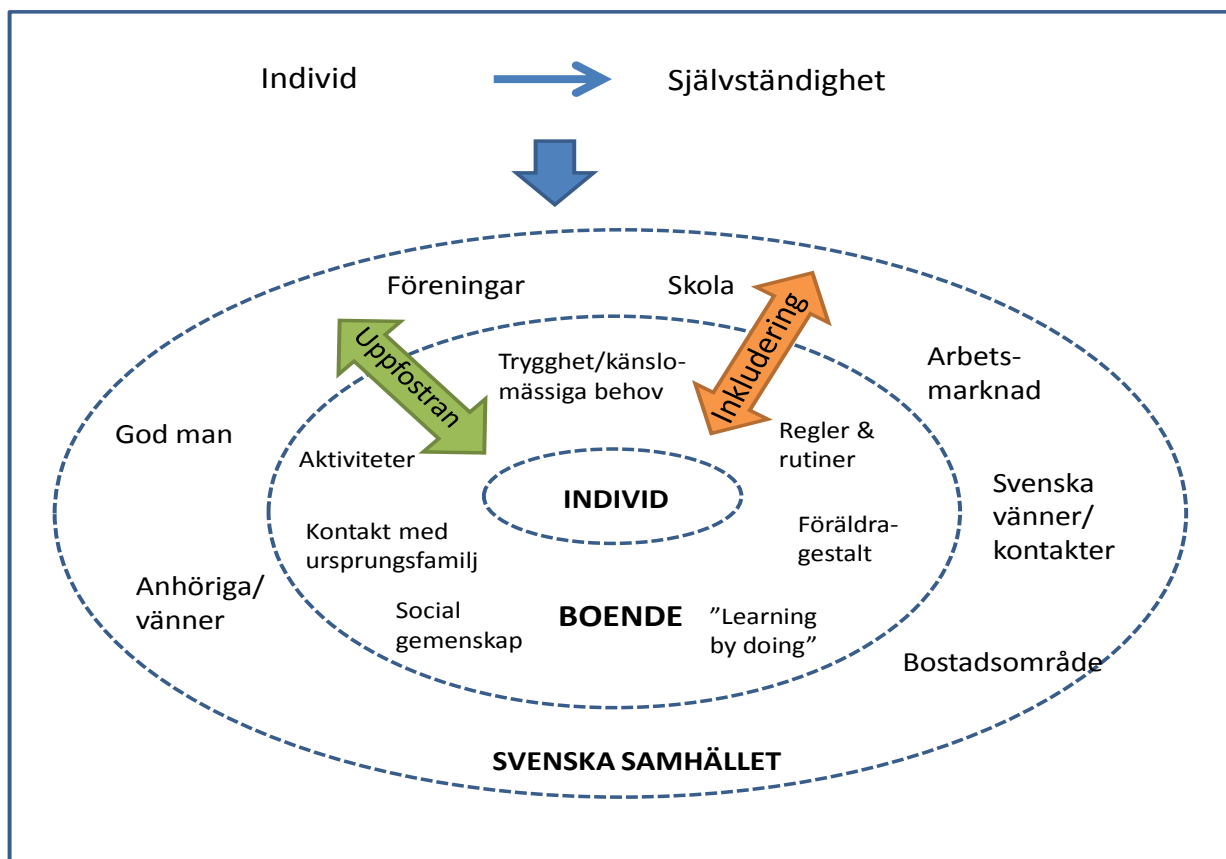 Individ
Självständighet
Föreningar
Skola
Uppfostran
Inkludering
Trygghet/känslo-
mässiga behov
Arbets-
marknad
God man
Aktiviteter
Regler &
rutiner
INDIVID
Svenska
vänner/
kontakter
Kontakt med
ursprungsfamilj
Föräldra-
gestalt
Anhöriga/
vänner
Social
gemenskap
BOENDE
”Learning
by doing”
Bostadsområde
SVENSKA SAMHÄLLET